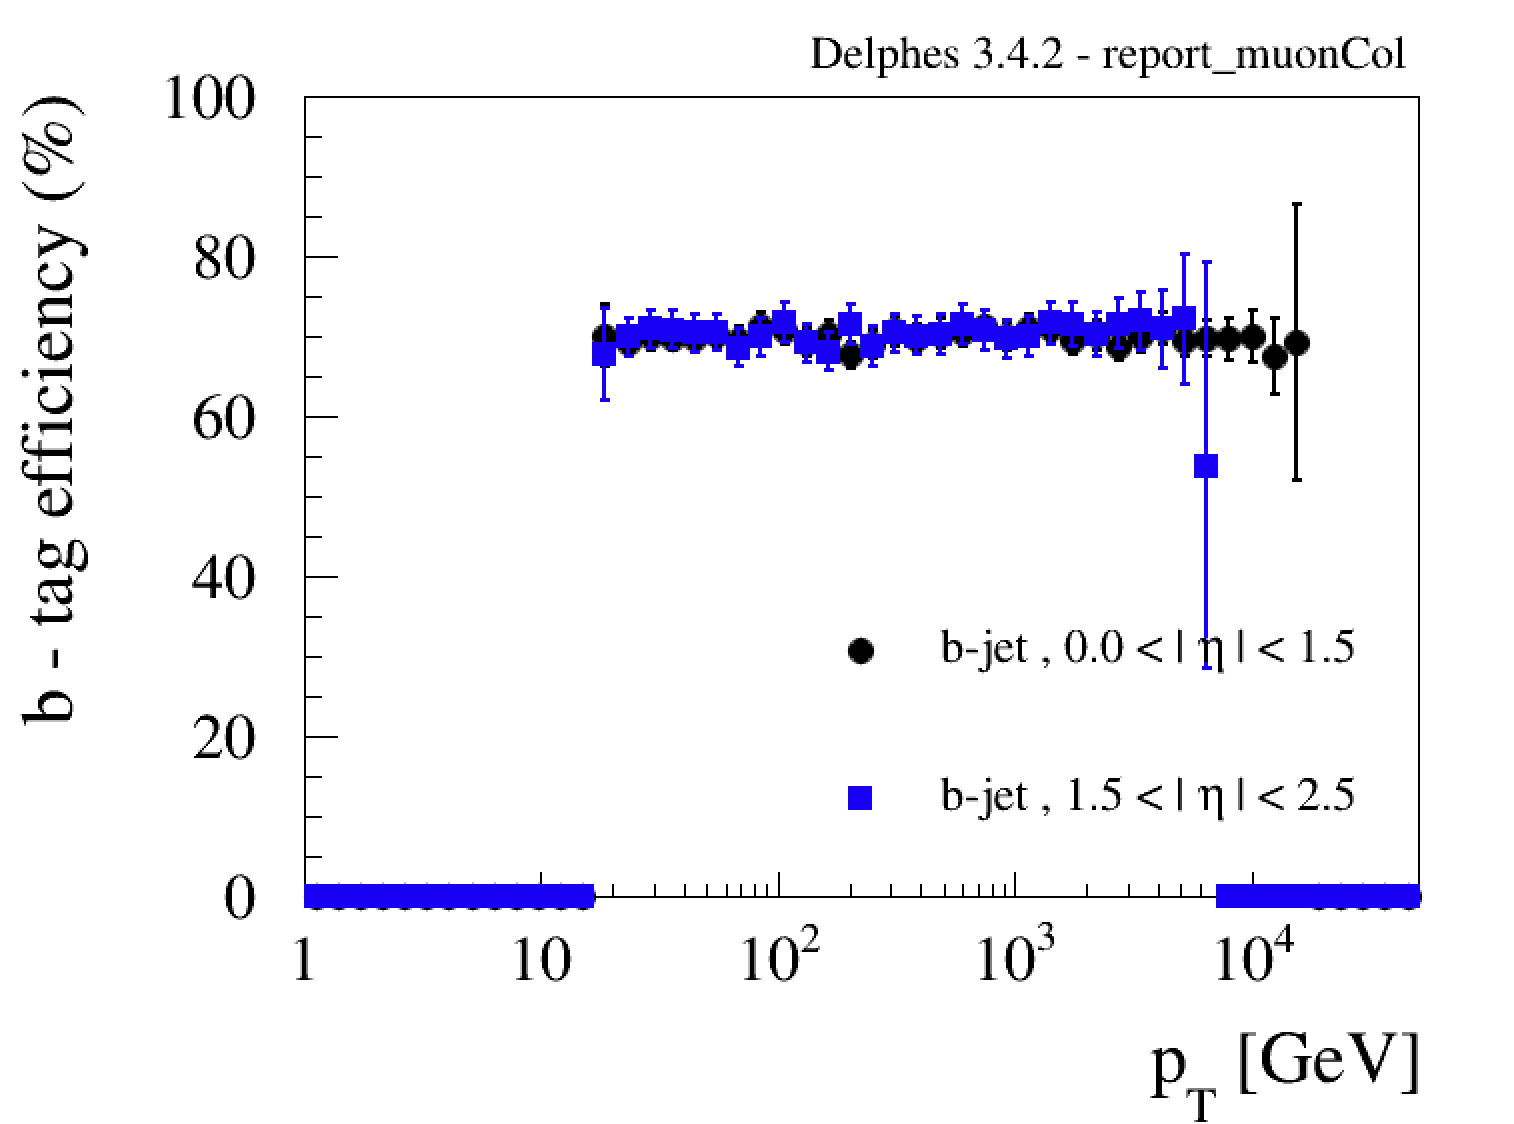 Delphes 3.4.2 - report_muonCol
b - tag efficiency (%)
100
80
60
40
20
0
b-jet , 0.0 < | η | < 1.5
b-jet , 1.5 < | η | < 2.5
1 10 10² 10³ 10⁴
p_T [GeV]